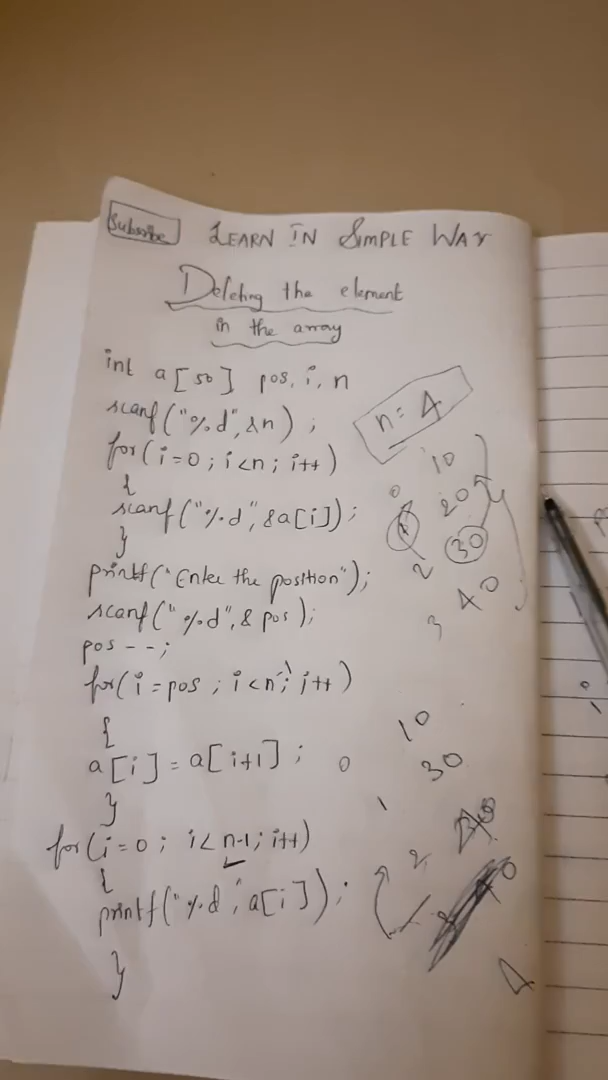 Subscribe LEARN IN SIMPLE WAY
Deleting the element
in the array
int a[50] pos, i, n
scanf("%d",&n) ;
for(i=0 ; i<n ; i++)
{
scanf("%d",&a[i]);
}
printf("Enter the position");
scanf("%d",& pos);
pos--;
for(i=pos ; i<n ; i++)
{
a[i]=a[i+1] ;
}
for(i=0 ; i<n-1; i++)
{
printf("%d",a[i]);
}
n=4
10
0 20
30
2 40
3
10
0 30
1
2
40
4